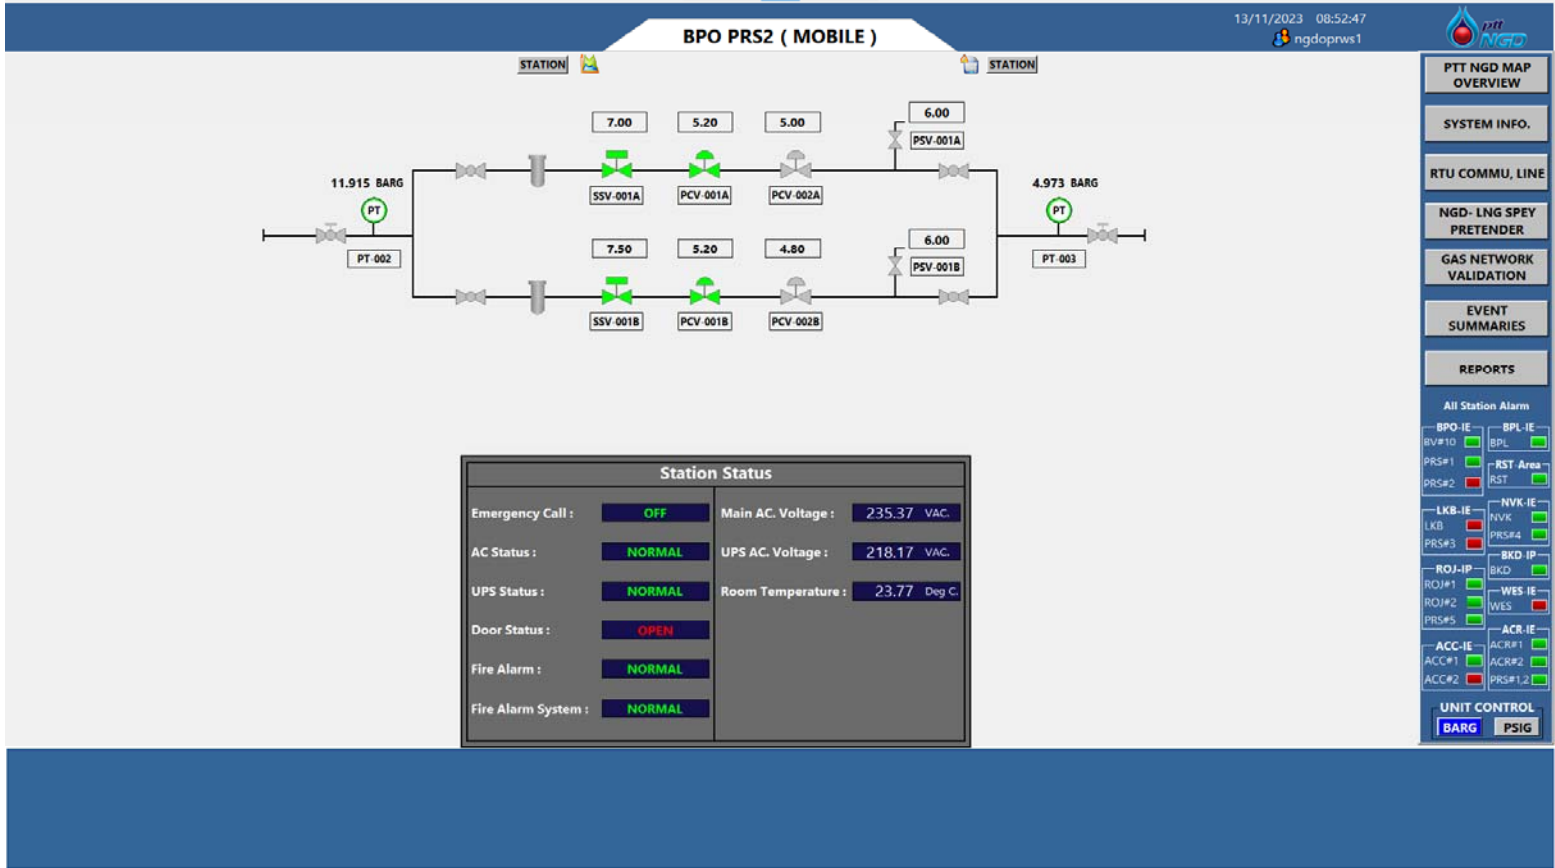 BPO PRS2 ( MOBILE )
13/11/2023 08:52:47
ngdoprws1
ptt
NGD
STATION
STATION
7.00
5.20
5.00
6.00
PSV-001A
11.915 BARG
PT
SSV-001A
PCV-001A
PCV-002A
4.973 BARG
PT
PT-002
7.50
5.20
4.80
6.00
PSV-001B
PT-003
SSV-001B
PCV-001B
PCV-002B
Station Status
Emergency Call : OFF
Main AC. Voltage : 235.37 VAC.
AC Status : NORMAL
UPS AC. Voltage : 218.17 VAC.
UPS Status : NORMAL
Room Temperature : 23.77 Deg C.
Door Status : OPEN
Fire Alarm : NORMAL
Fire Alarm System : NORMAL
PTT NGD MAP
OVERVIEW
SYSTEM INFO.
RTU COMMU, LINE
NGD- LNG SPEY
PRETENDER
GAS NETWORK
VALIDATION
EVENT
SUMMARIES
REPORTS
All Station Alarm
BPO-IE
BV#10
PRS#1
PRS#2
BPL-IE
BPL
RST-Area
RST
LKB-IE
LKB
PRS#3
NVK-IE
NVK
PRS#4
BKD-IP
BKD
ROJ-IP
ROJ#1
ROJ#2
PRS#5
WES-IE
WES
ACC-IE
ACC#1
ACC#2
ACR-IE
ACR#1
ACR#2
PRS#1,2
UNIT CONTROL
BARG
PSIG